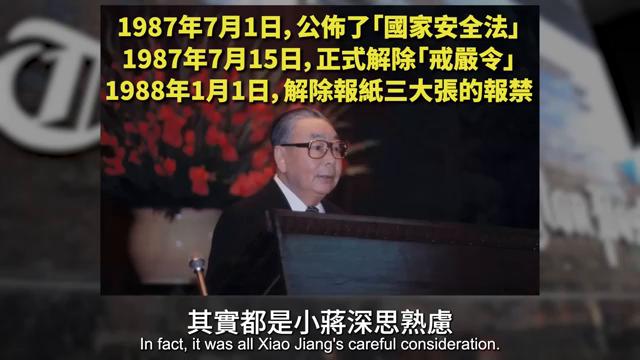 1987年7月1日，公佈了「國家安全法」
1987年7月15日，正式解除「戒嚴令」
1988年1月1日，解除報紙三大張的報禁
其實都是小蔣深思熟慮
In fact, it was all Xiao Jiang's careful consideration.